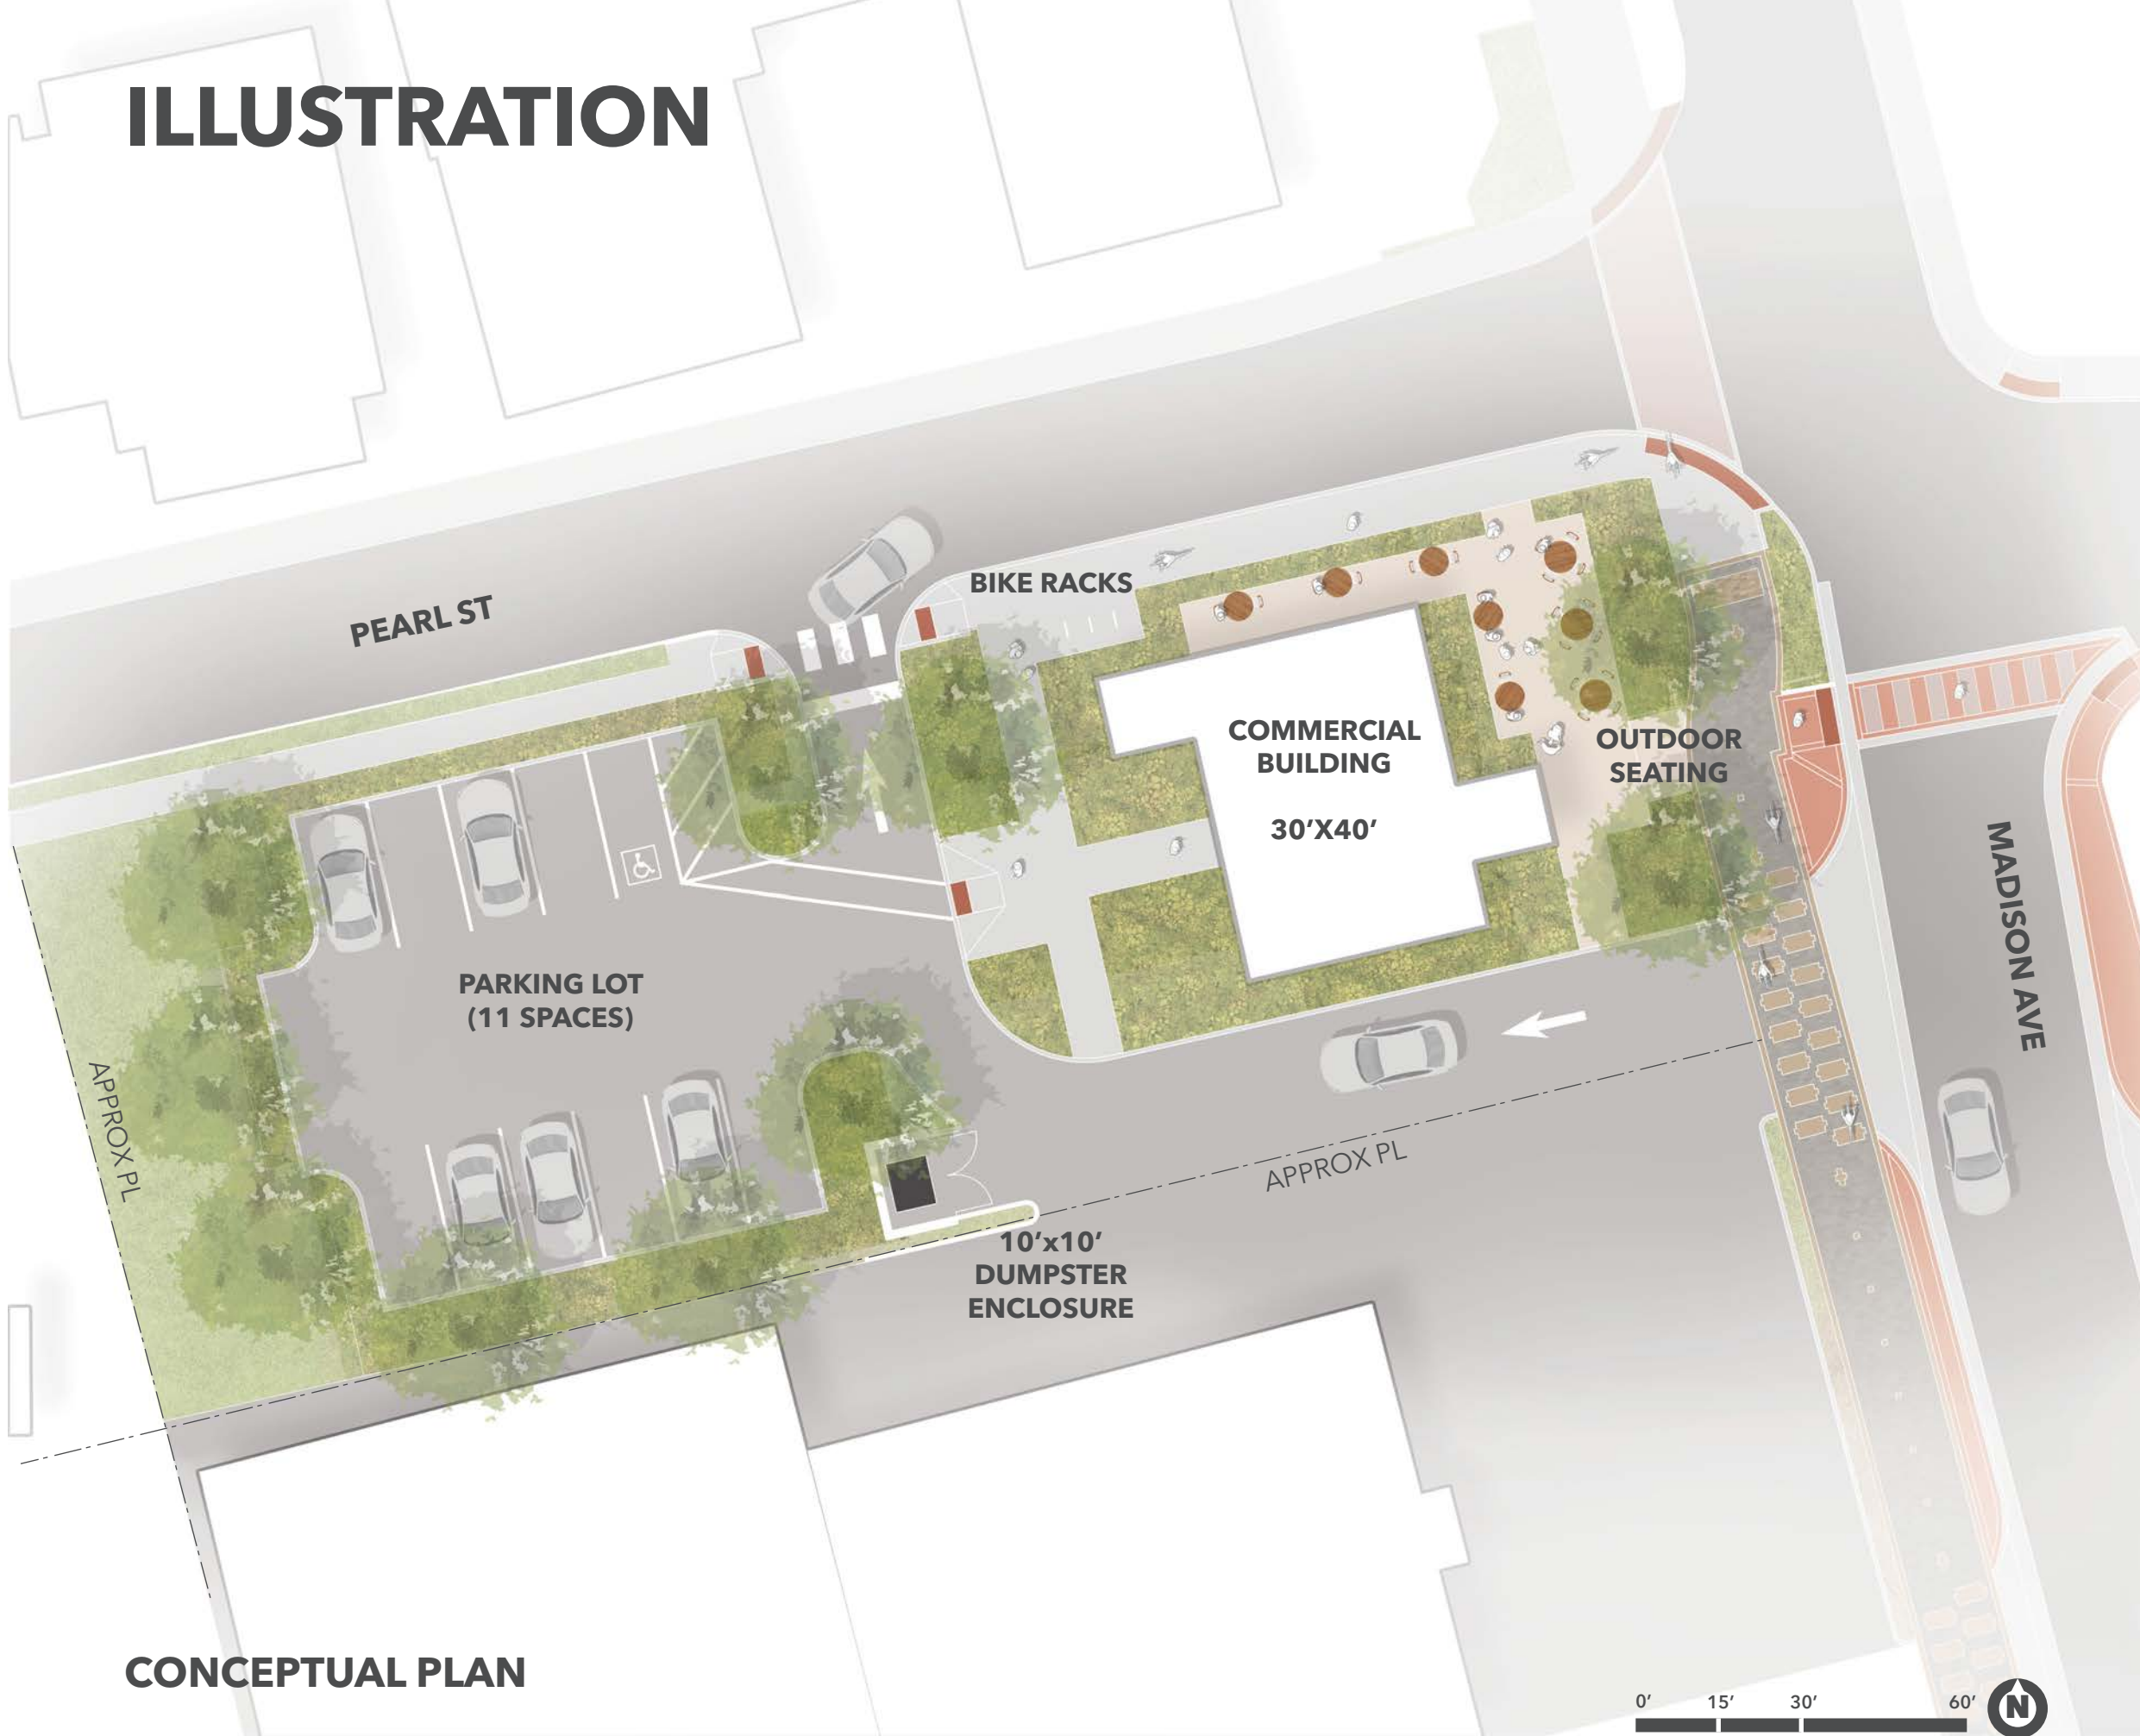 ILLUSTRATION
PEARL ST
BIKE RACKS
COMMERCIAL
BUILDING
30’X40’
OUTDOOR
SEATING
MADISON AVE
PARKING LOT
(11 SPACES)
APPROX PL
APPROX PL
10’x10’
DUMPSTER
ENCLOSURE
CONCEPTUAL PLAN
0’ 15’ 30’ 60’
N